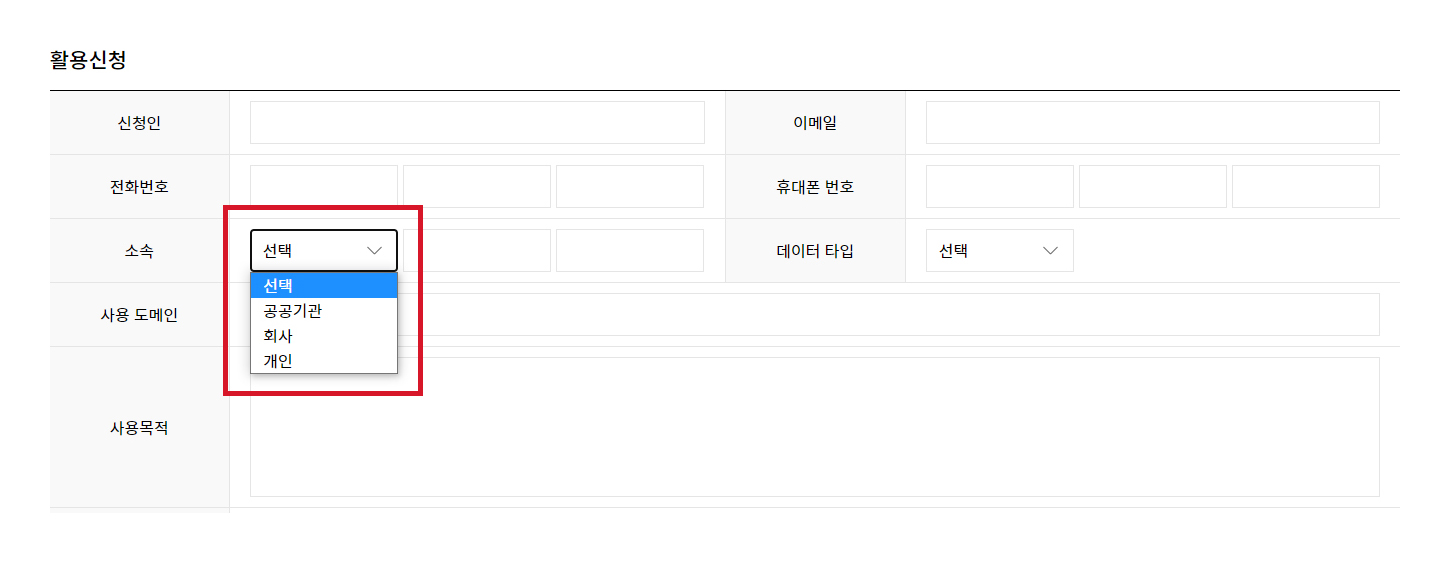 활용신청
신청인
이메일
전화번호
휴대폰 번호
소속
선택
데이터 타입
선택
선택
공공기관
회사
개인
사용 도메인
사용목적